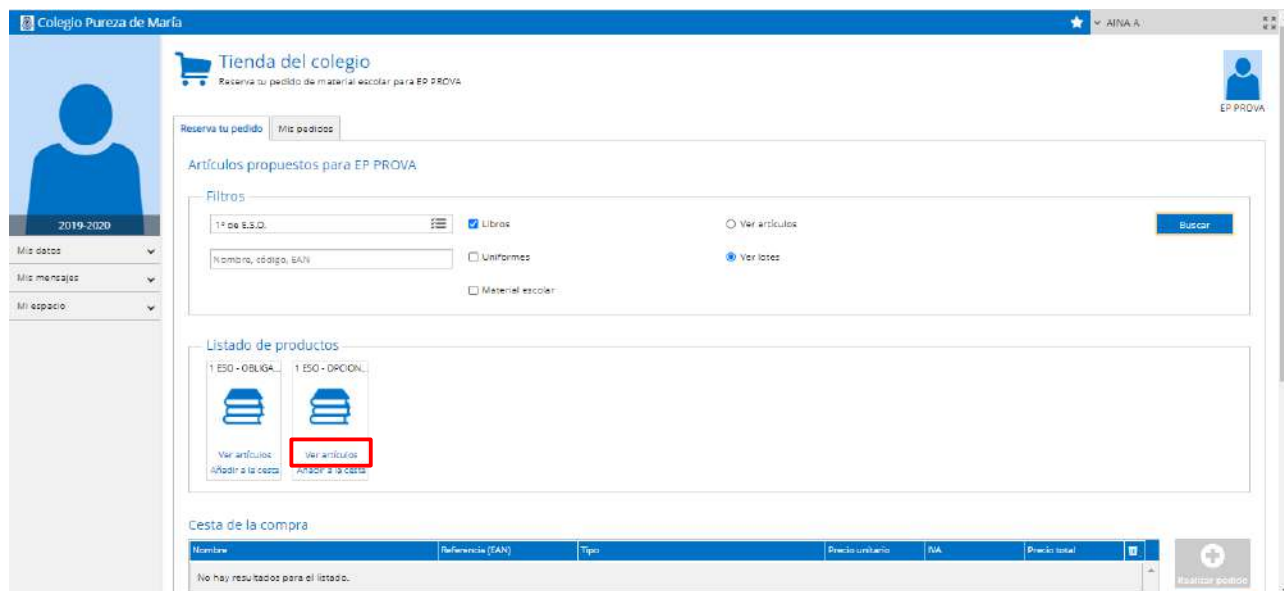 Colegio Pureza de María
AINA A
Tienda del colegio
Reserva tu pedido de material escolar para EP PROVA
EP PROVA
Reserva tu pedido
Mis pedidos
Artículos propuestos para EP PROVA
Filtros
1º de E.S.O.
Libros
Ver artículos
Buscar
Nombre, código, EAN
Uniformes
Ver lotes
Material escolar
2019-2020
Mis datos
Mis mensajes
Mi espacio
Listado de productos
1 ESO - OBLIGA...
1 ESO - OPCION...
Ver artículos
Ver artículos
Añadir a la cesta
Añadir a la cesta
Cesta de la compra
Nombre
Referencia (EAN)
Tipo
Precio unitario
IVA
Precio total
No hay resultados para el listado.
Realizar pedido